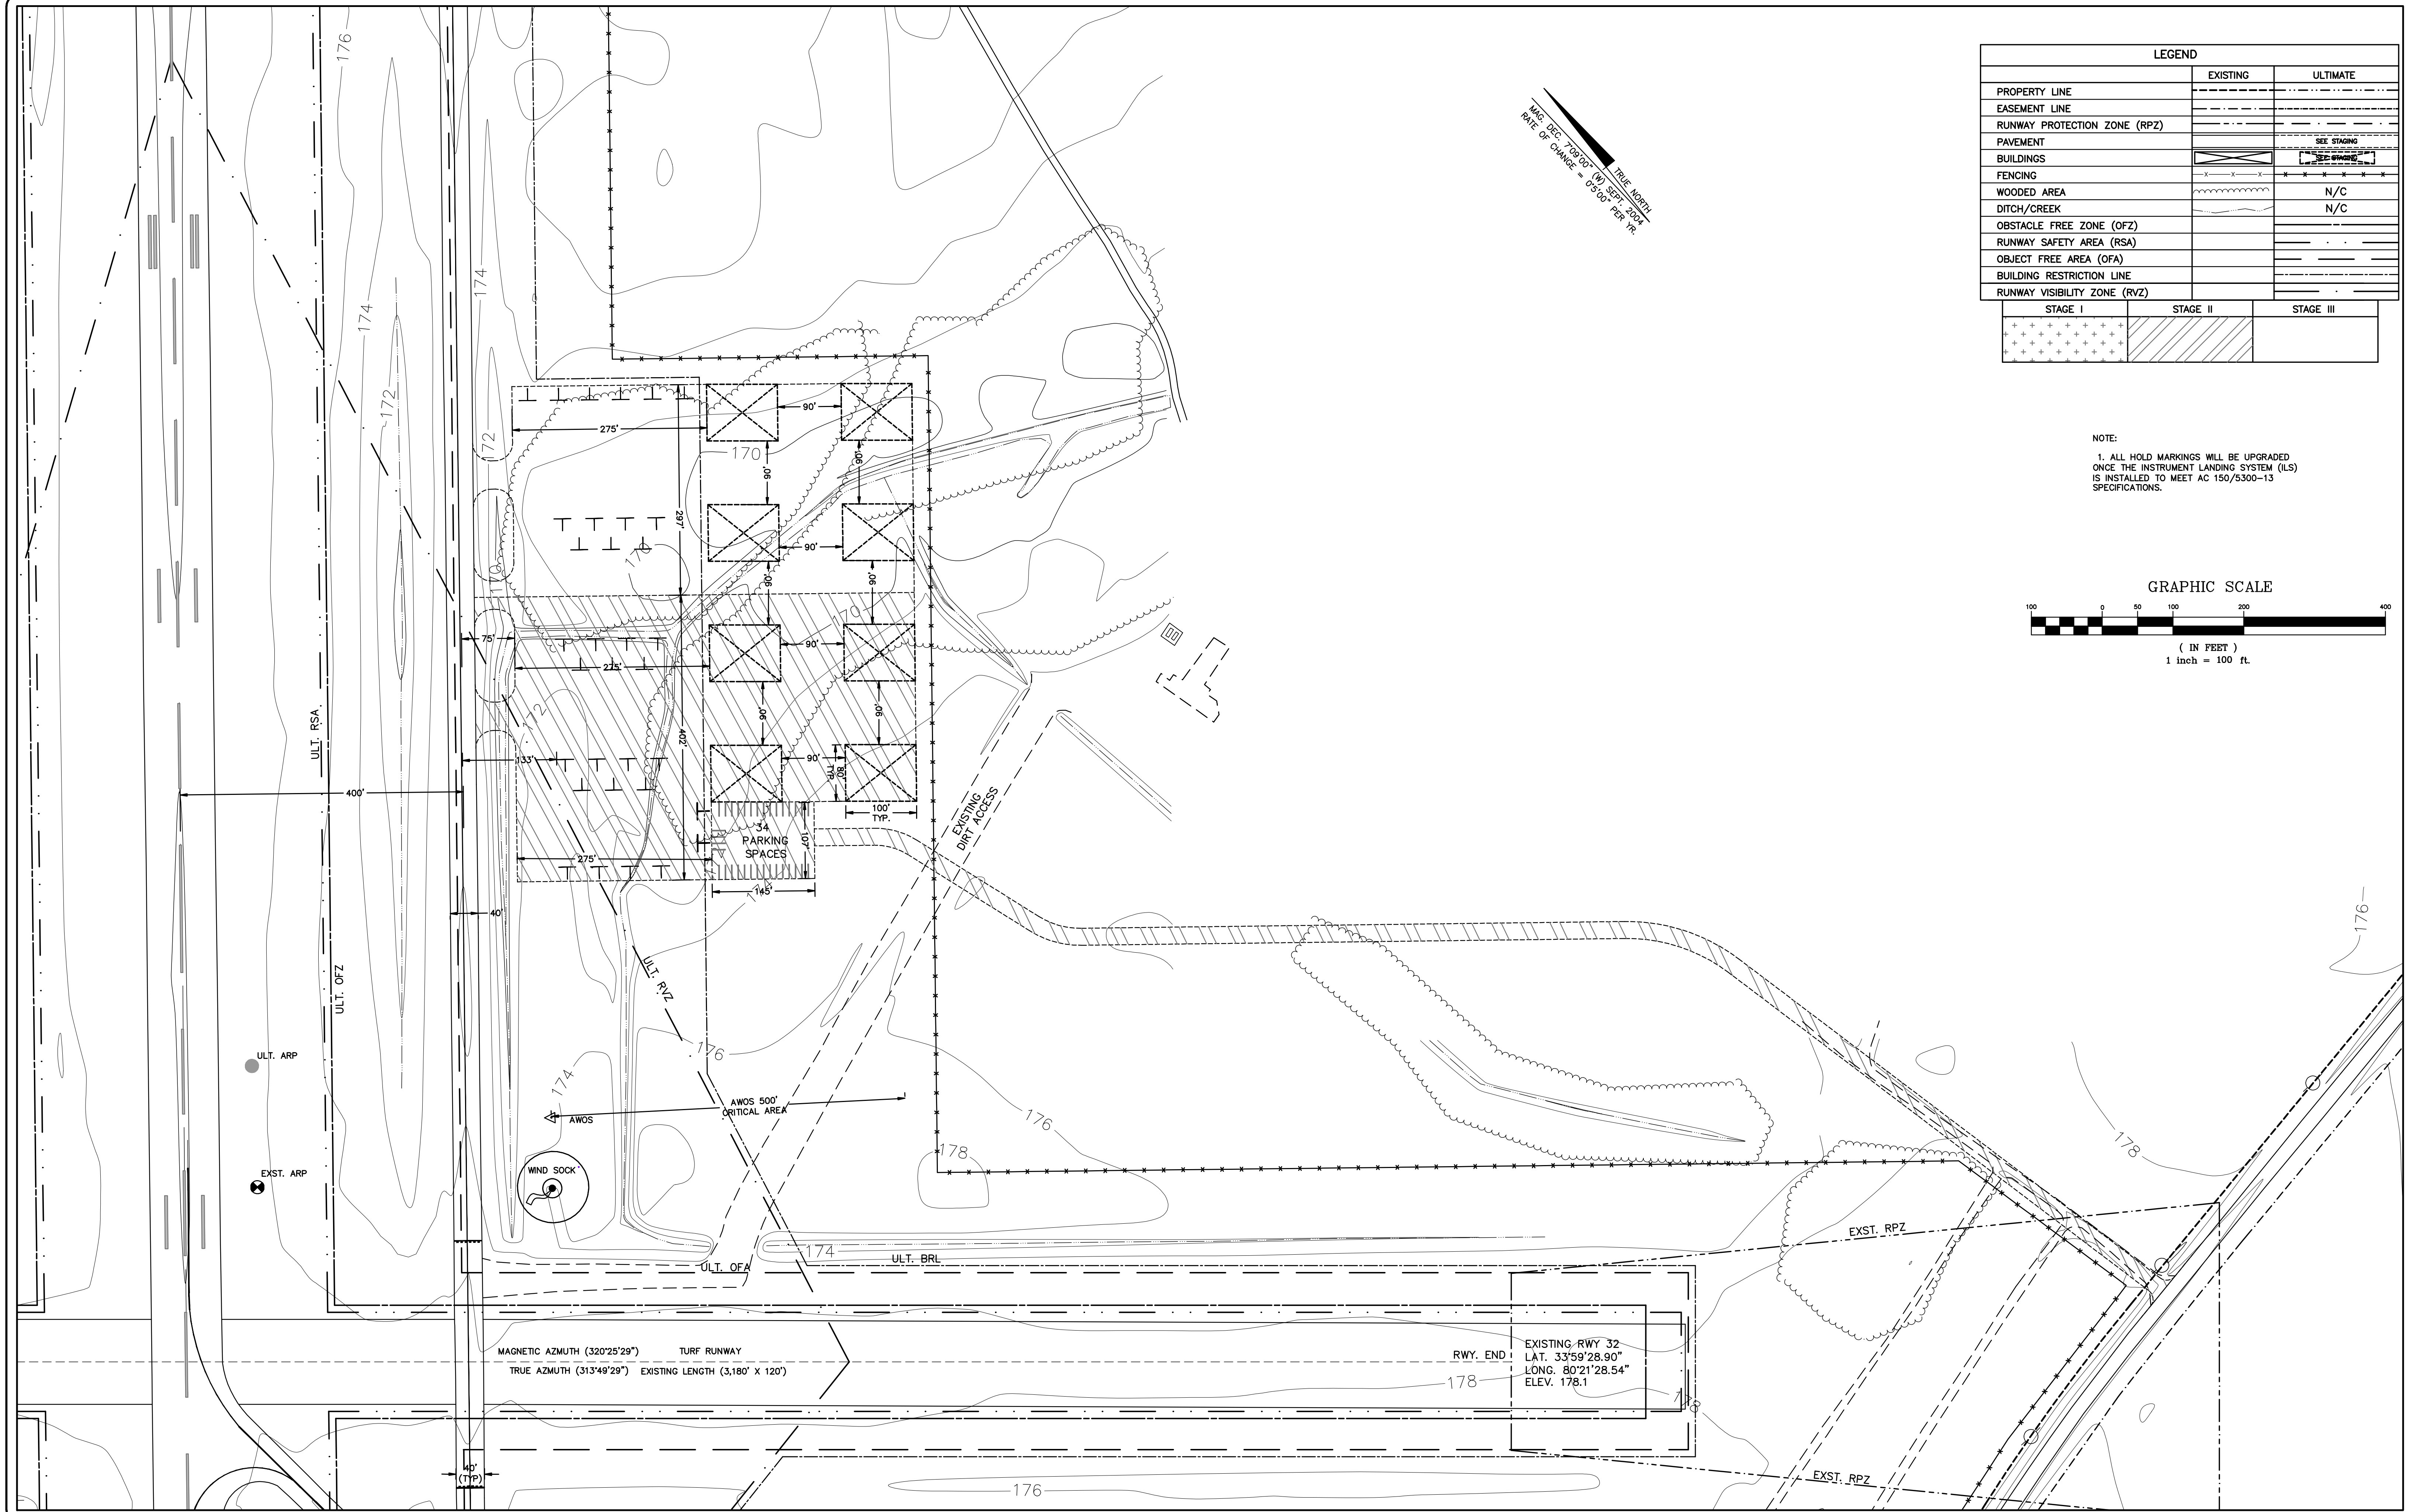 LEGEND
EXISTING ULTIMATE
PROPERTY LINE
EASEMENT LINE
RUNWAY PROTECTION ZONE (RPZ)
PAVEMENT SEE STAGING
BUILDINGS SEE STAGING
FENCING
WOODED AREA N/C
DITCH/CREEK N/C
OBSTACLE FREE ZONE (OFZ)
RUNWAY SAFETY AREA (RSA)
OBJECT FREE AREA (OFA)
BUILDING RESTRICTION LINE
RUNWAY VISIBILITY ZONE (RVZ)
STAGE I STAGE II STAGE III
TRUE NORTH
MAG. DEC. 7°09'00" (W) SEPT. 2004
RATE OF CHANGE = 0'5'00" PER YR.
NOTE:
1. ALL HOLD MARKINGS WILL BE UPGRADED
ONCE THE INSTRUMENT LANDING SYSTEM (ILS)
IS INSTALLED TO MEET AC 150/5300-13
SPECIFICATIONS.
GRAPHIC SCALE
100 0 50 100 200 400
( IN FEET )
1 inch = 100 ft.
176
174
174
172
172
170
170
170
170
172
275'
90'
90'
90'
297'
90'
90'
90'
75'
275'
90'
90'
90'
402'
133'
90'
80'
TYP.
100'
TYP.
400'
34
PARKING
SPACES
107'
275'
145'
40'
EXISTING
DIRT ACCESS
ULT. RSA
ULT. OFZ
ULT. RVZ
176
174
ULT. ARP
AWOS 500'
CRITICAL AREA
AWOS
176
178
176
178
EXST. ARP
WIND SOCK
174
ULT. BRL
ULT. OFA
EXST. RPZ
MAGNETIC AZIMUTH (320°25'29") TURF RUNWAY
TRUE AZIMUTH (313°49'29") EXISTING LENGTH (3,180' X 120')
RWY. END
EXISTING RWY 32
LAT. 33°59'28.90"
LONG. 80°21'28.54"
ELEV. 178.1
178
178
40'
(TYP)
176
EXST. RPZ